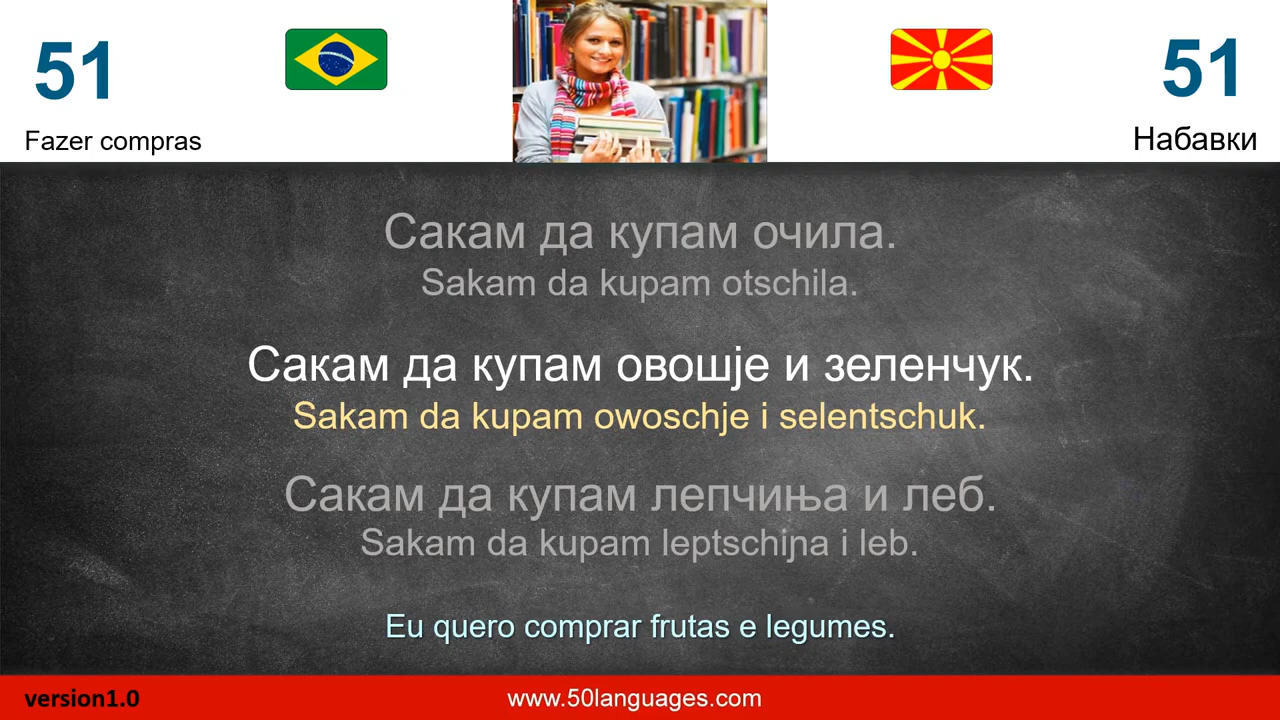 51
51
Fazer compras
Набавки
Сакам да купам очила.
Sakam da kupam otschila.
Сакам да купам овошје и зеленчук.
Sakam da kupam owoschje i selentschuk.
Сакам да купам лепчиња и леб.
Sakam da kupam leptschiɲa i leb.
Eu quero comprar frutas e legumes.
version1.0
www.50languages.com